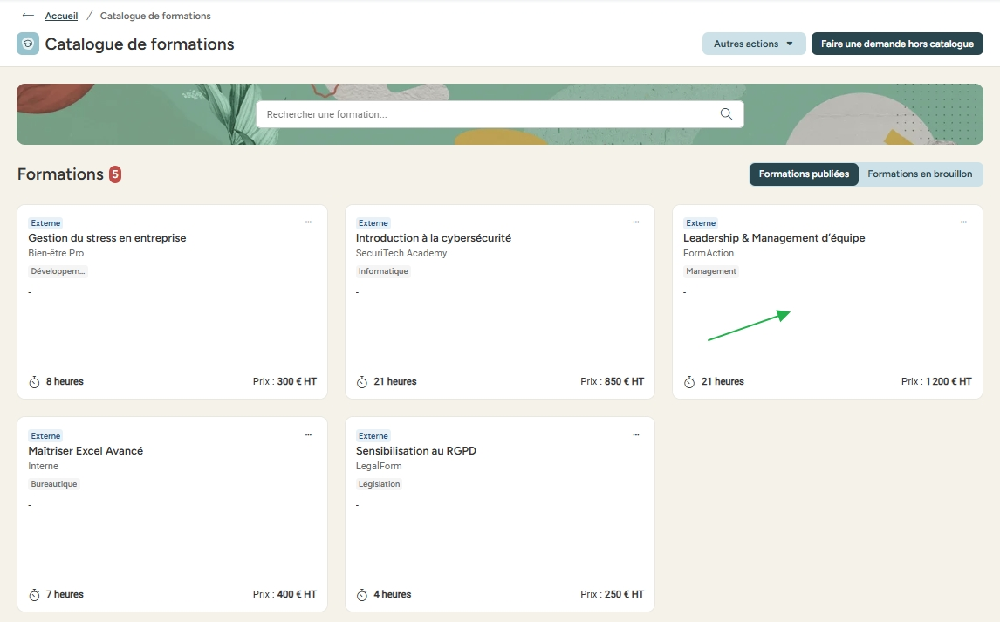 ← Accueil / Catalogue de formations
Catalogue de formations
Autres actions
Faire une demande hors catalogue
Rechercher une formation...
Formations 5
Formations publiées
Formations en brouillon
Externe
...
Gestion du stress en entreprise
Bien-être Pro
Développem...
-
8 heures
Prix : 300 € HT
Externe
...
Introduction à la cybersécurité
SecuriTech Academy
Informatique
-
21 heures
Prix : 850 € HT
Externe
...
Leadership & Management d’équipe
FormAction
Management
-
21 heures
Prix : 1 200 € HT
Externe
...
Maîtriser Excel Avancé
Interne
Bureautique
-
7 heures
Prix : 400 € HT
Externe
...
Sensibilisation au RGPD
LegalForm
Législation
-
4 heures
Prix : 250 € HT